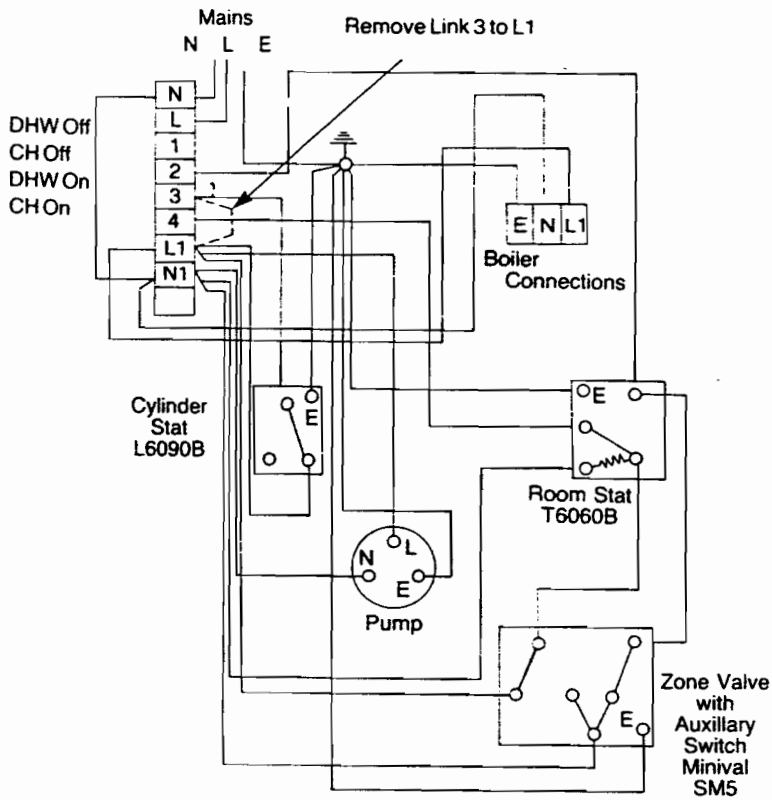 Mains
N L E
Remove Link 3 to L1
N
L
1
2
3
4
L1
N1
DHW Off
CH Off
DHW On
CH On
E N L1
Boiler
Connections
Cylinder
Stat
L6090B
E
E
Room Stat
T6060B
N
L
E
Pump
E
Zone Valve
with
Auxillary
Switch
Minival
SM5